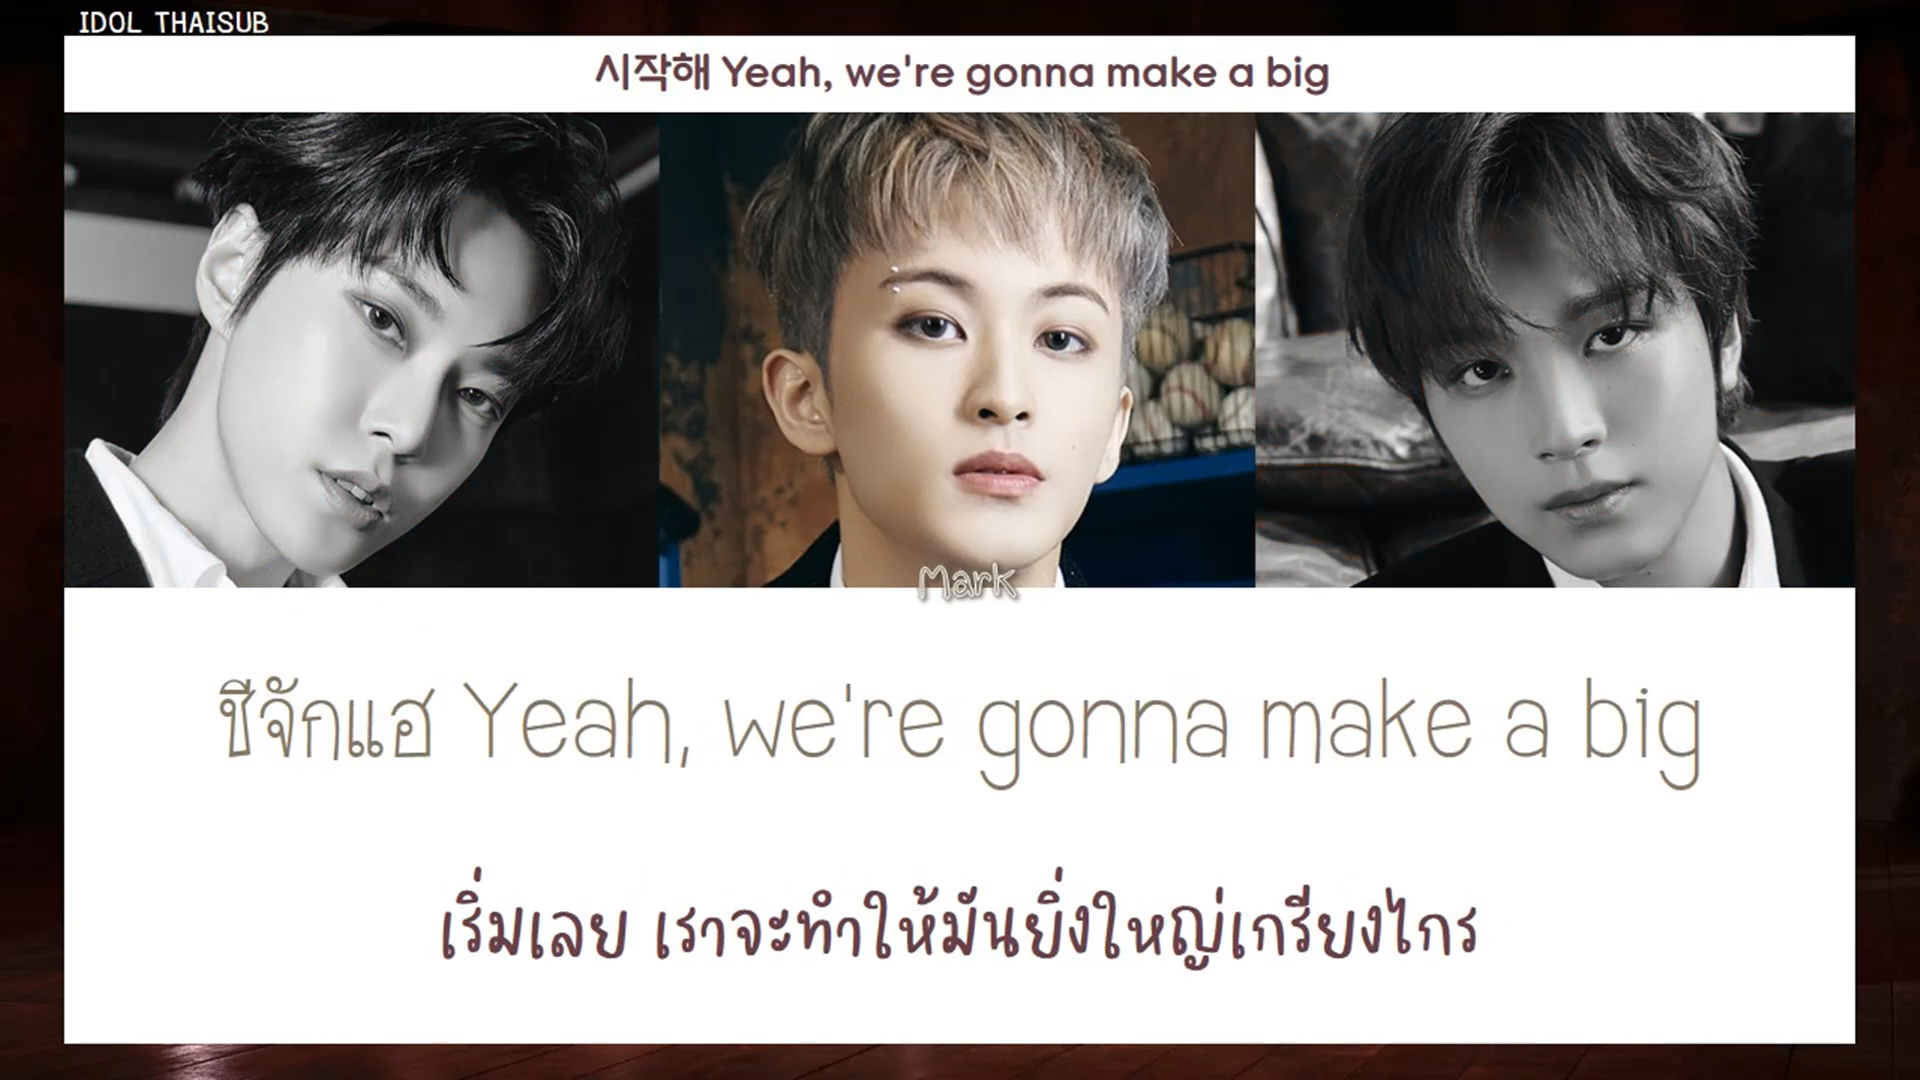 IDOL THAISUB
시작해 Yeah, we're gonna make a big
Mark
ชีจักแฮ Yeah, we're gonna make a big
เริ่มเลย เราจะทำให้มันยิ่งใหญ่เกรียงไกร